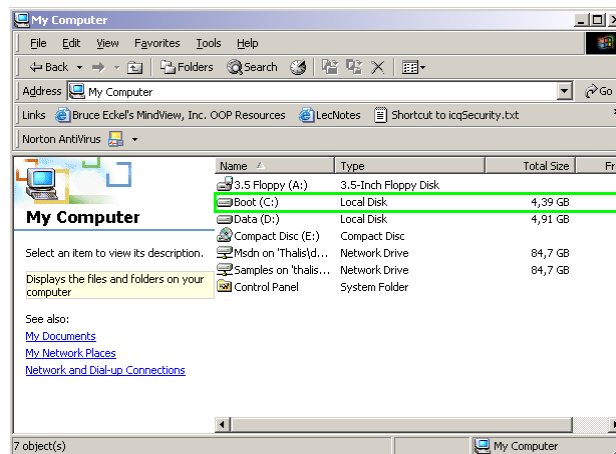 My Computer
File Edit View Favorites Tools Help
Back Folders Search
Address My Computer Go
Links Bruce Eckel's MindView, Inc. OOP Resources LecNotes Shortcut to icqSecurity.txt
Norton AntiVirus
Name Type Total Size Fr
3.5 Floppy (A:) 3.5-Inch Floppy Disk
Boot (C:) Local Disk 4,39 GB
Data (D:) Local Disk 4,91 GB
Compact Disc (E:) Compact Disc
Msdn on 'Thalis\d... Network Drive 84,7 GB
Samples on 'thalis... Network Drive 84,7 GB
Control Panel System Folder
My Computer
Select an item to view its description.
Displays the files and folders on your
computer
See also:
My Documents
My Network Places
Network and Dial-up Connections
7 object(s) My Computer